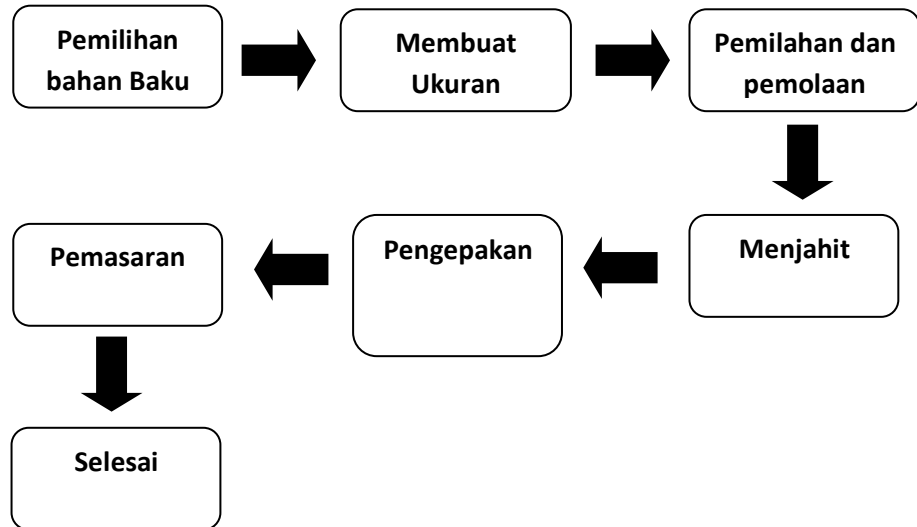 Pemilihan
bahan Baku
Membuat
Ukuran
Pemilahan dan
pemolaan
Menjahit
Pengepakan
Pemasaran
Selesai